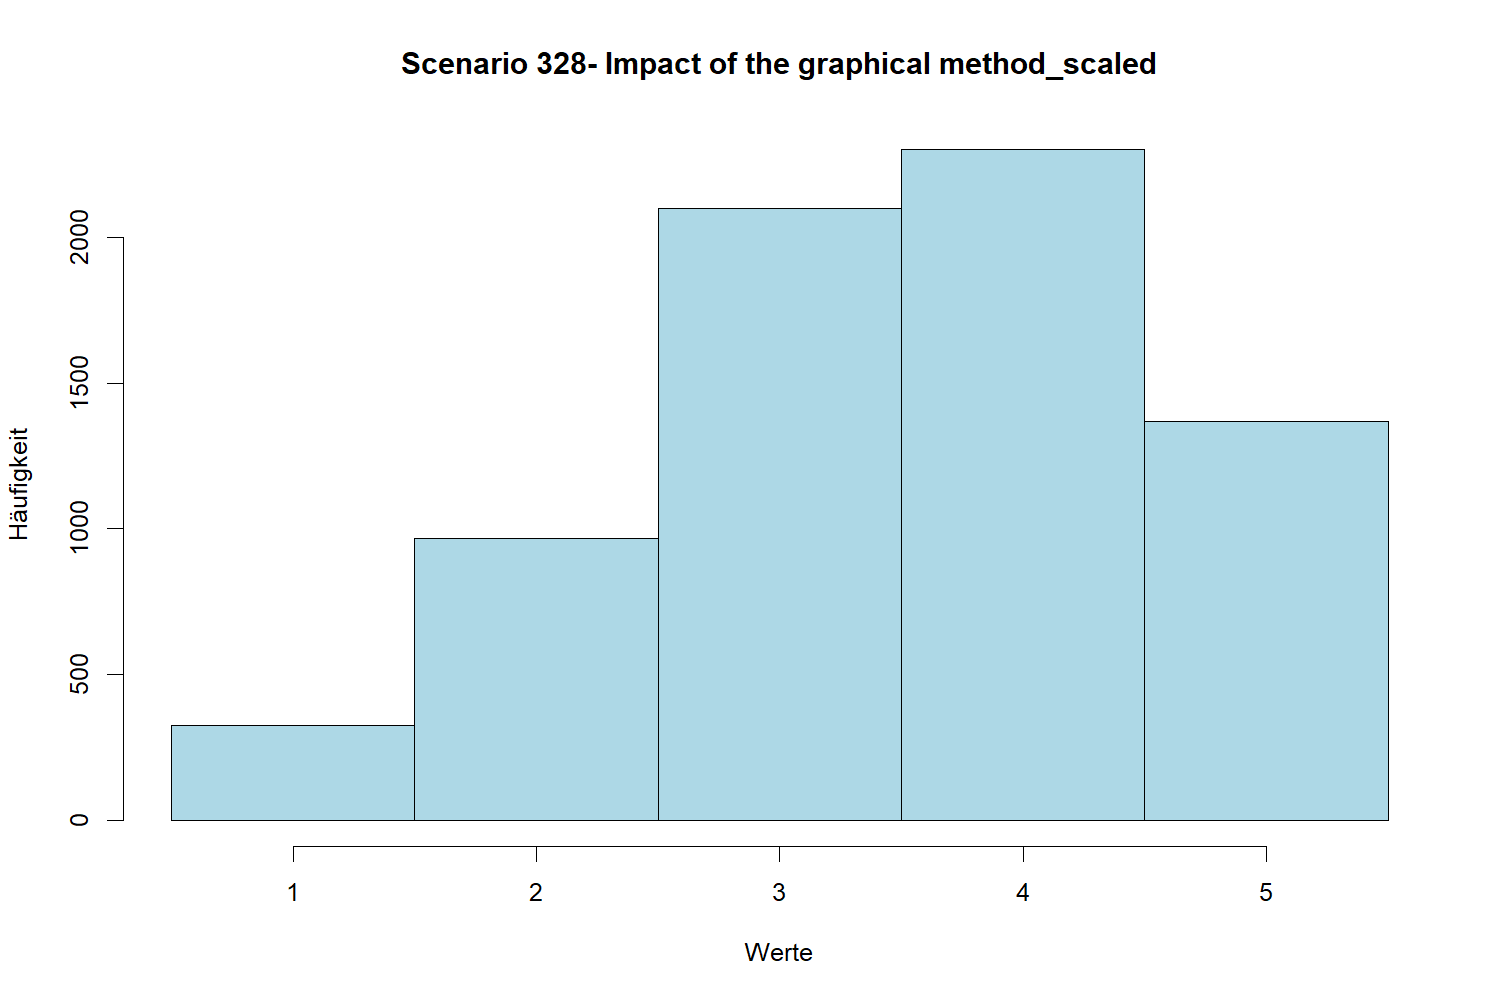 Scenario 328- Impact of the graphical method_scaled
Häufigkeit
2000
1500
1000
500
0
1 2 3 4 5
Werte